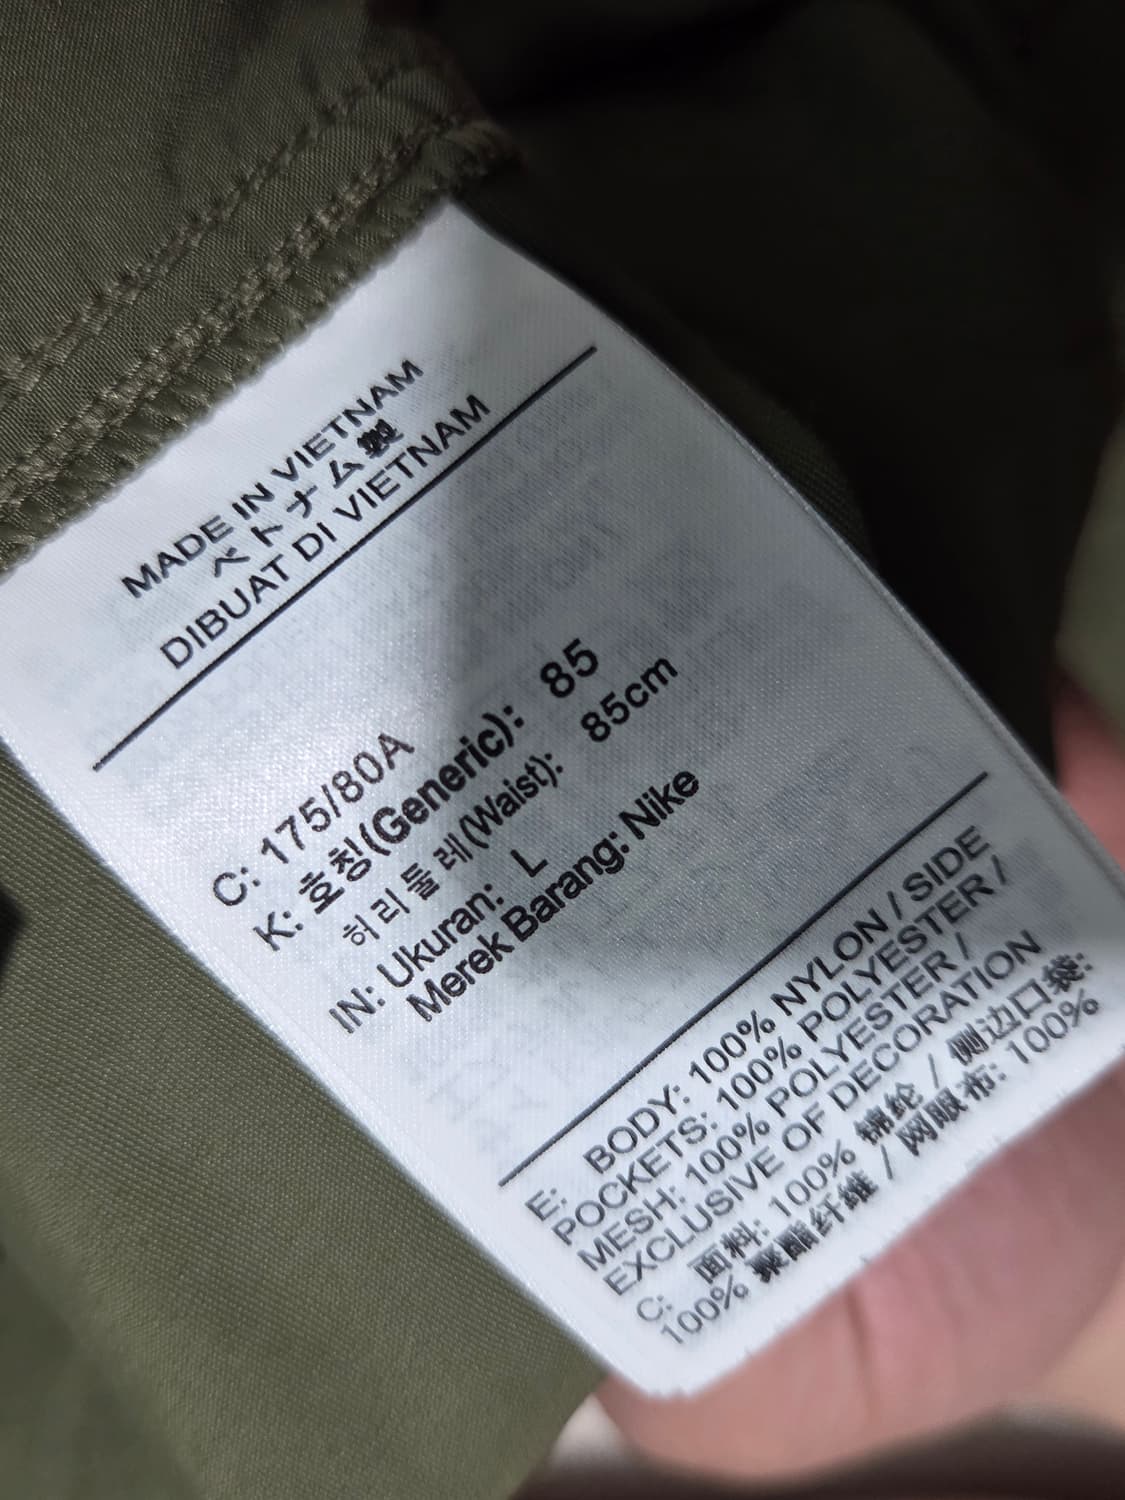 MADE IN VIETNAM
ベトナム製
DIBUAT DI VIETNAM
C: 175/80A
K: 호칭(Generic): 85
허리둘레(Waist): 85cm
IN: Ukuran: L
Merek Barang: Nike
E: BODY: 100% NYLON / SIDE
POCKETS: 100% POLYESTER /
MESH: 100% POLYESTER /
EXCLUSIVE OF DECORATION
C: 面料: 100% 锦纶 / 侧边口袋:
100% 聚酯纤维 / 网眼布: 100%